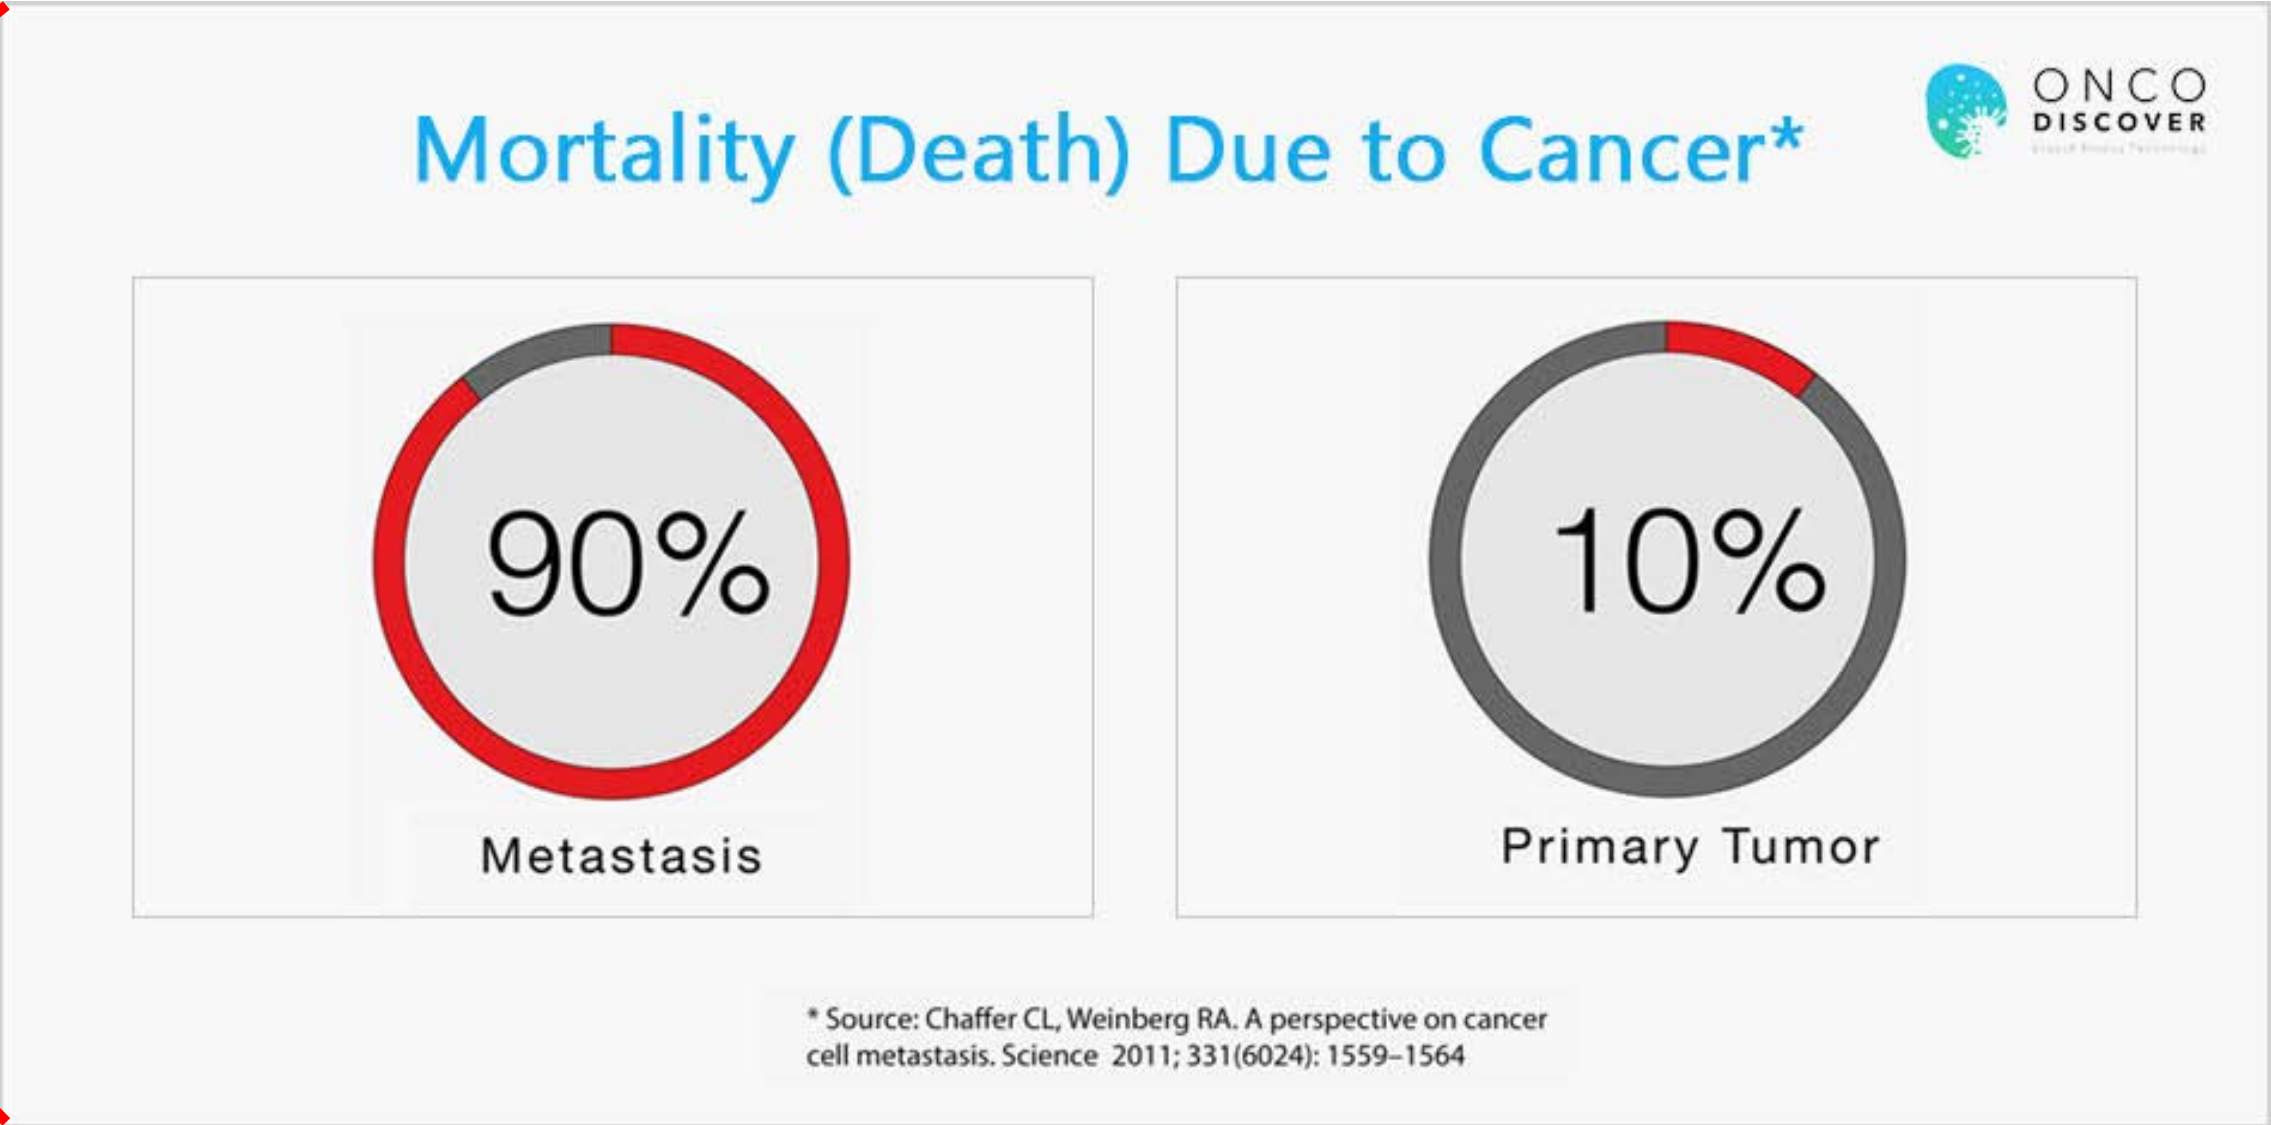 Mortality (Death) Due to Cancer*
ONCO
DISCOVER
90%
Metastasis
10%
Primary Tumor
* Source: Chaffer CL, Weinberg RA. A perspective on cancer
cell metastasis. Science 2011; 331(6024): 1559–1564